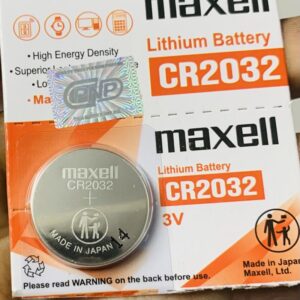 maxell
Lithium Battery
CR2032
• High Energy Density
• Superior
• Lo
• Ma
CNP
maxell
Lithium Battery
CR2032
3V
maxell
CR2032
+
MADE IN JAPAN
14
Made in Japan
Maxell, Ltd.
Please read warning on the back before use.